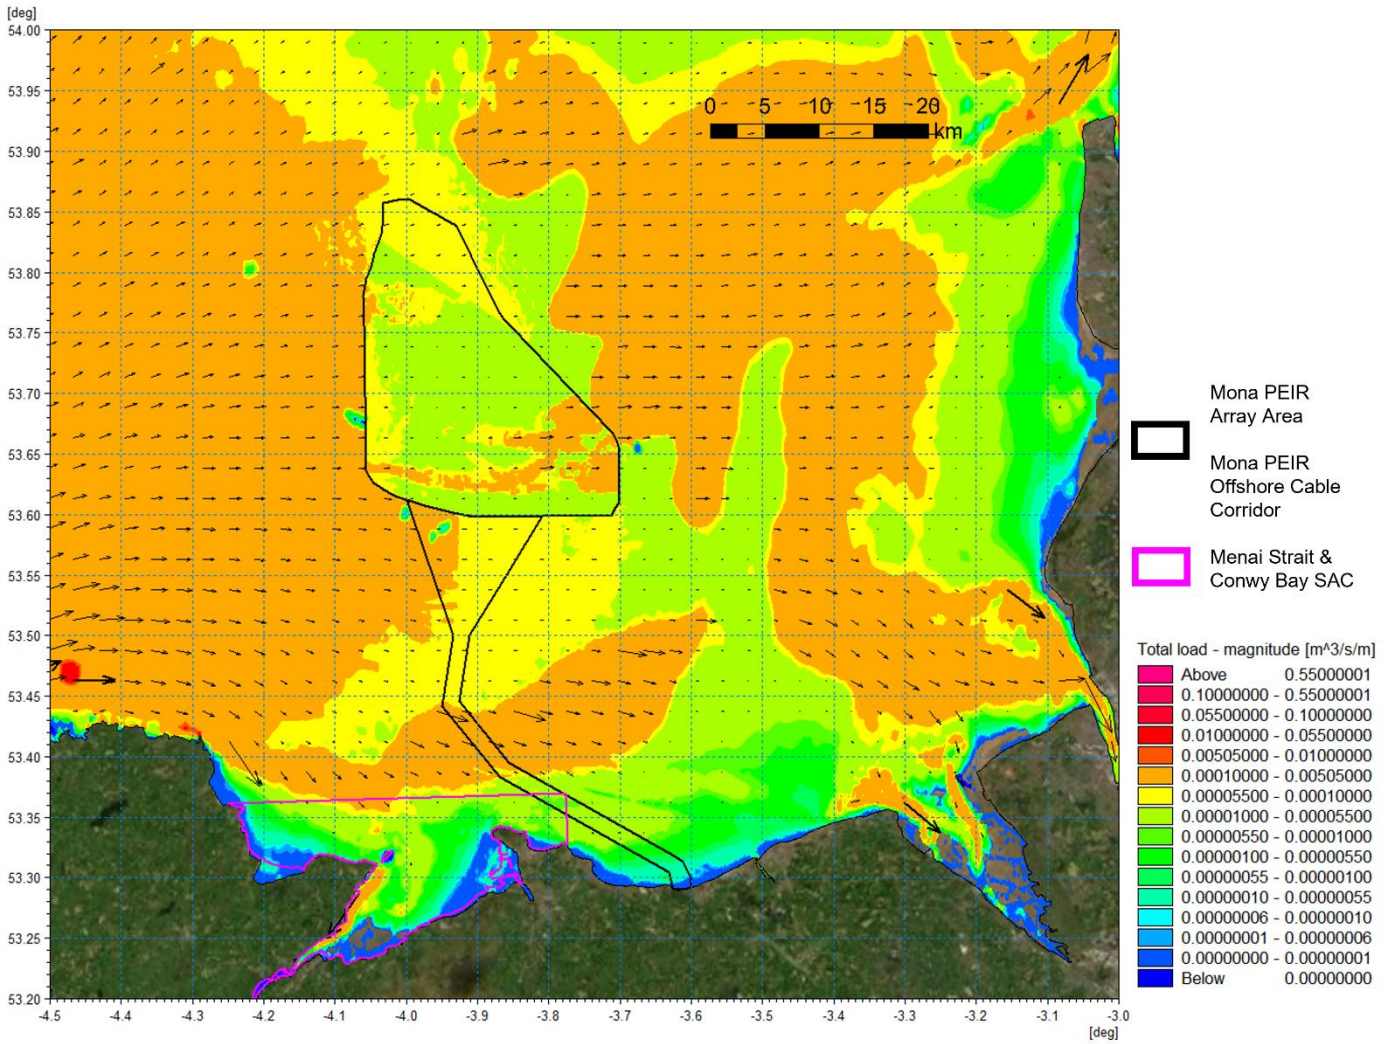 [deg]
54.00
53.95
53.90
53.85
53.80
53.75
53.70
53.65
53.60
53.55
53.50
53.45
53.40
53.35
53.30
53.25
53.20
0 5 10 15 20
km
-4.5 -4.4 -4.3 -4.2 -4.1 -4.0 -3.9 -3.8 -3.7 -3.6 -3.5 -3.4 -3.3 -3.2 -3.1 -3.0
[deg]
Mona PEIR
Array Area
Mona PEIR
Offshore Cable
Corridor
Menai Strait &
Conwy Bay SAC
Total load - magnitude [m^3/s/m]
Above 0.55000001
0.10000000 - 0.55000001
0.05500000 - 0.10000000
0.01000000 - 0.05500000
0.00505000 - 0.01000000
0.00010000 - 0.00505000
0.00005500 - 0.00010000
0.00001000 - 0.00005500
0.00000550 - 0.00001000
0.00000100 - 0.00000550
0.00000055 - 0.00000100
0.00000010 - 0.00000055
0.00000006 - 0.00000010
0.00000001 - 0.00000006
0.00000000 - 0.00000001
Below 0.00000000